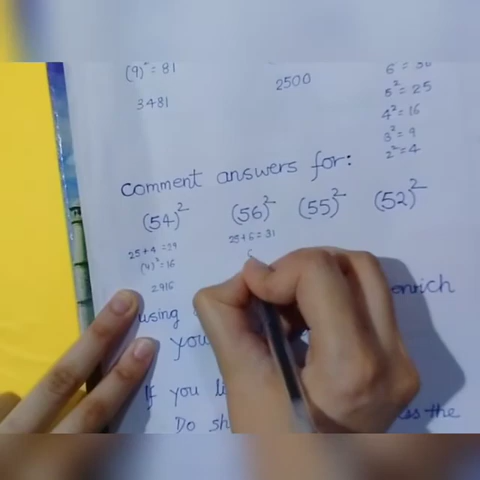 (9)² = 81
3481
2500
5² = 25
4² = 16
3² = 9
2² = 4
Comment answers for:
(54)² (56)² (55)² (52)²
25+4 = 29
(4)² = 16
2916
25+6 = 31
using enrich
you
If you the
Do